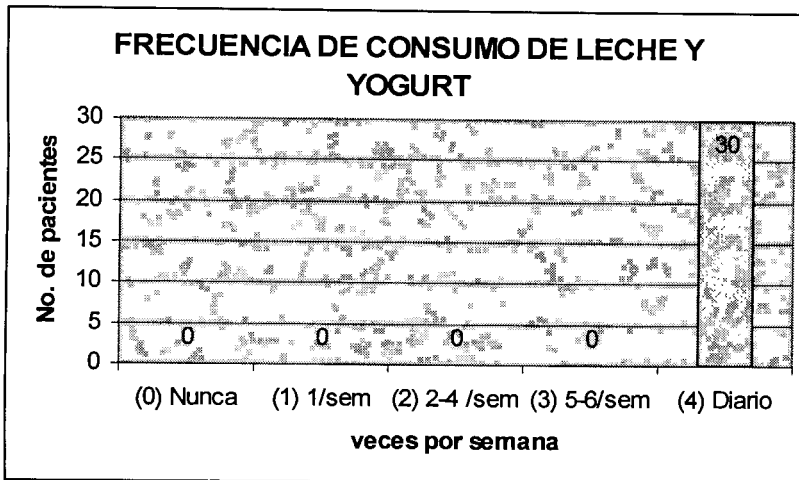 FRECUENCIA DE CONSUMO DE LECHE Y
YOGURT
No. de pacientes
30
25
20
15
10
5
0
0
0
0
0
30
(0) Nunca
(1) 1/sem
(2) 2-4 /sem
(3) 5-6/sem
(4) Diario
veces por semana